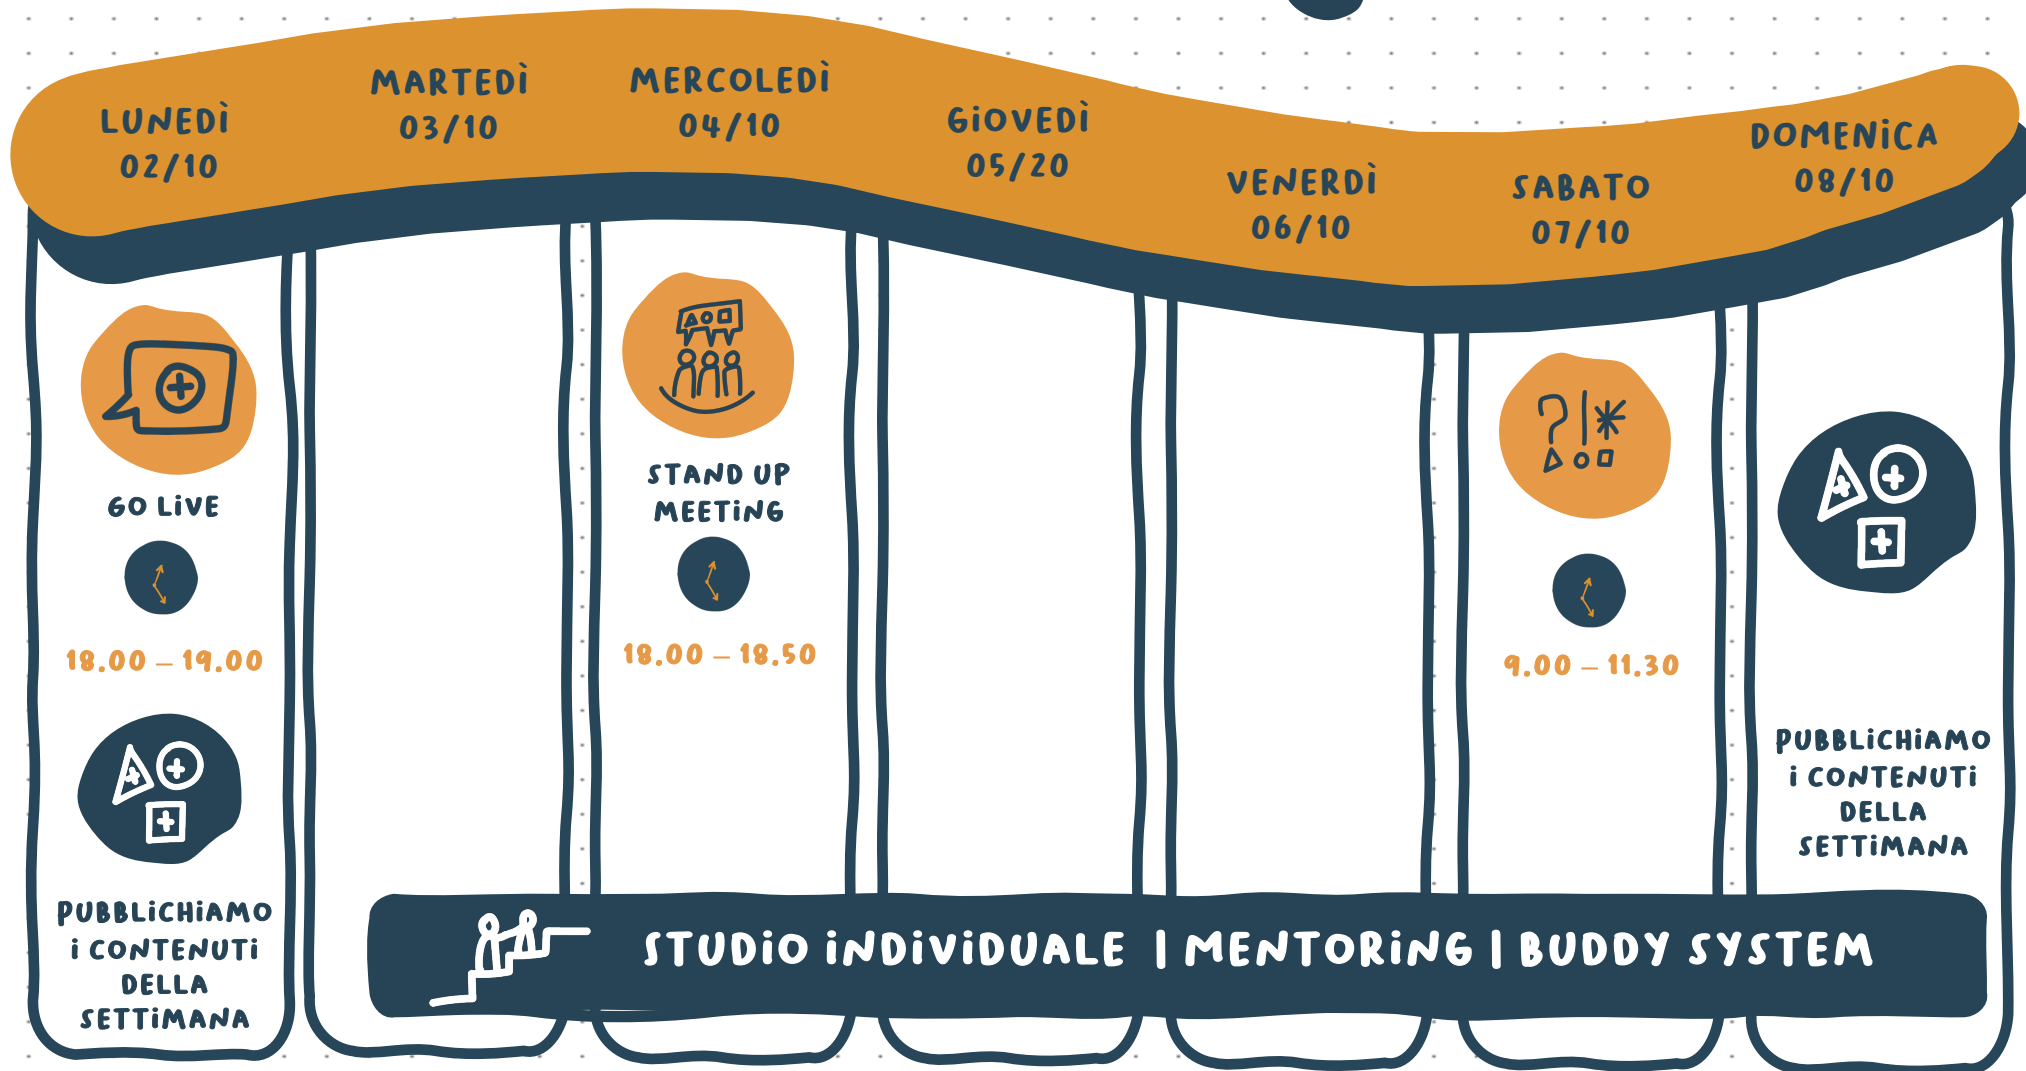 LUNEDÌ
02/10
MARTEDÌ
03/10
MERCOLEDÌ
04/10
GiOVEDÌ
05/20
VENERDÌ
06/10
SABATO
07/10
DOMENiCA
08/10
GO LiVE
18.00 – 19.00
PUBBLiCHiAMO
i CONTENUTi
DELLA
SETTiMANA
STAND UP
MEETiNG
18.00 – 18.50
?!*
9.00 – 11.30
PUBBLiCHiAMO
i CONTENUTi
DELLA
SETTiMANA
STUDiO iNDiViDUALE | MENTORiNG | BUDDY SYSTEM